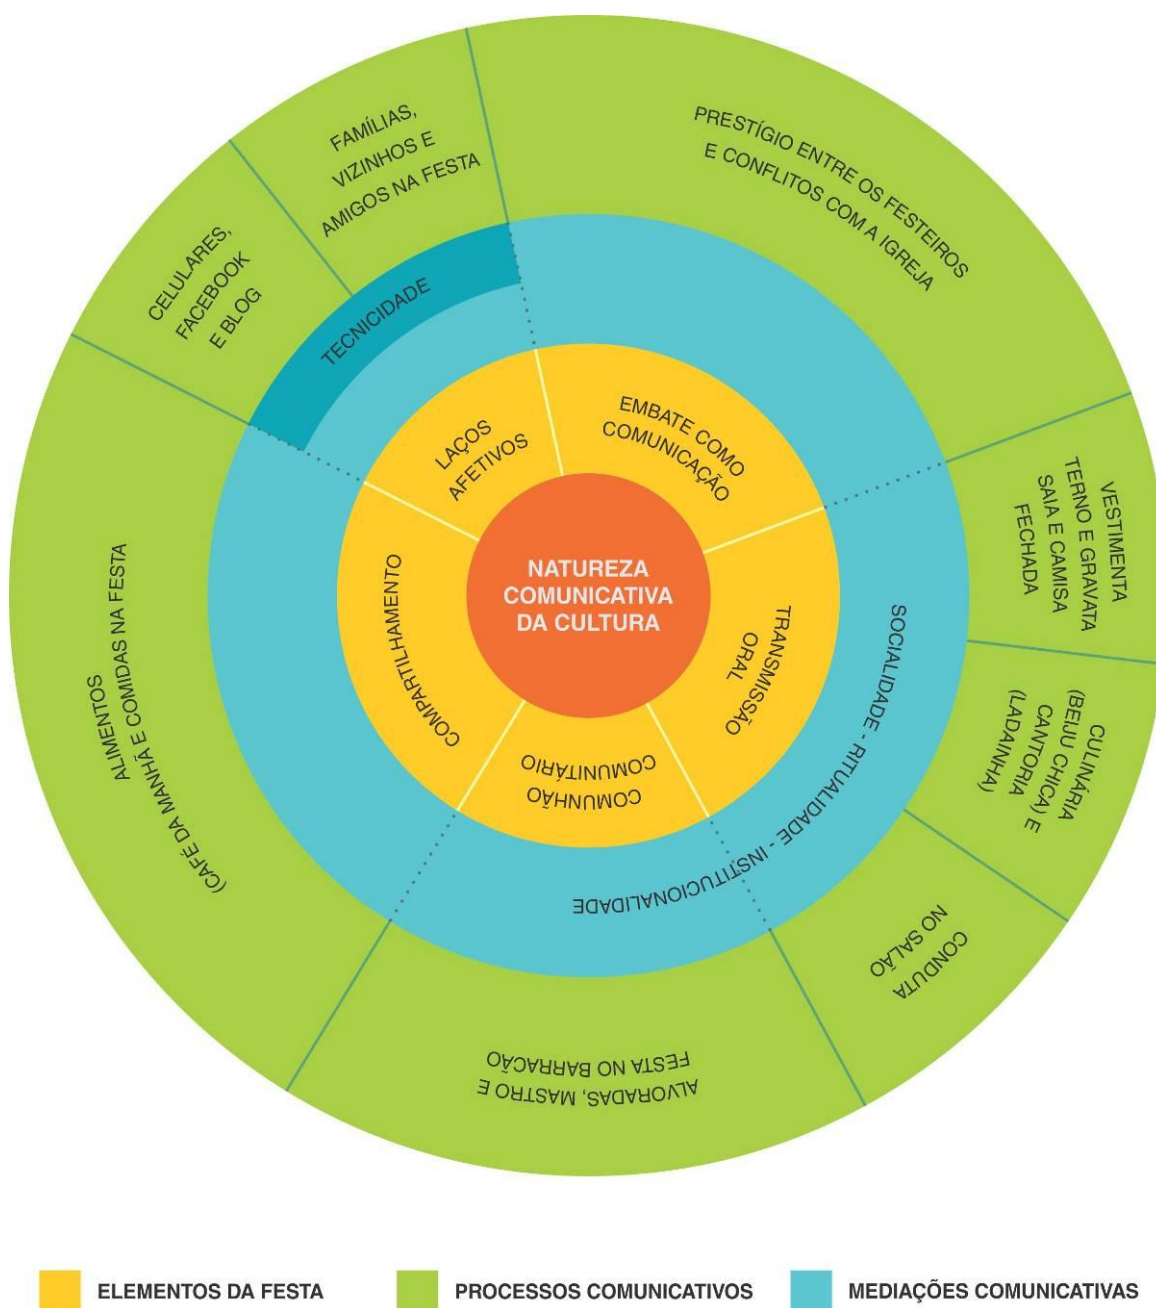 NATUREZA
COMUNICATIVA
DA CULTURA
LAÇOS
AFETIVOS
EMBATE COMO
COMUNICAÇÃO
TRANSMISSÃO
ORAL
COMUNHÃO
COMUNITÁRIO
COMPARTILHAMENTO
TECNICIDADE
SOCIALIDADE - RITUALIDADE - INSTITUCIONALIDADE
CELULARES,
FACEBOOK
E BLOG
FAMÍLIAS,
VIZINHOS E
AMIGOS NA FESTA
PRESTÍGIO ENTRE OS FESTEIROS
E CONFLITOS COM A IGREJA
VESTIMENTA
TERNO E GRAVATA
SAIA E CAMISA
FECHADA
CULINÁRIA
(BEIJU CHICA) E
CANTORIA
(LADAINHA)
CONDUTA
NO SALÃO
ALVORADAS, MASTRO E
FESTA NO BARRACÃO
ALIMENTOS
(CAFÉ DA MANHÃ E COMIDAS NA FESTA
ELEMENTOS DA FESTA
PROCESSOS COMUNICATIVOS
MEDIAÇÕES COMUNICATIVAS